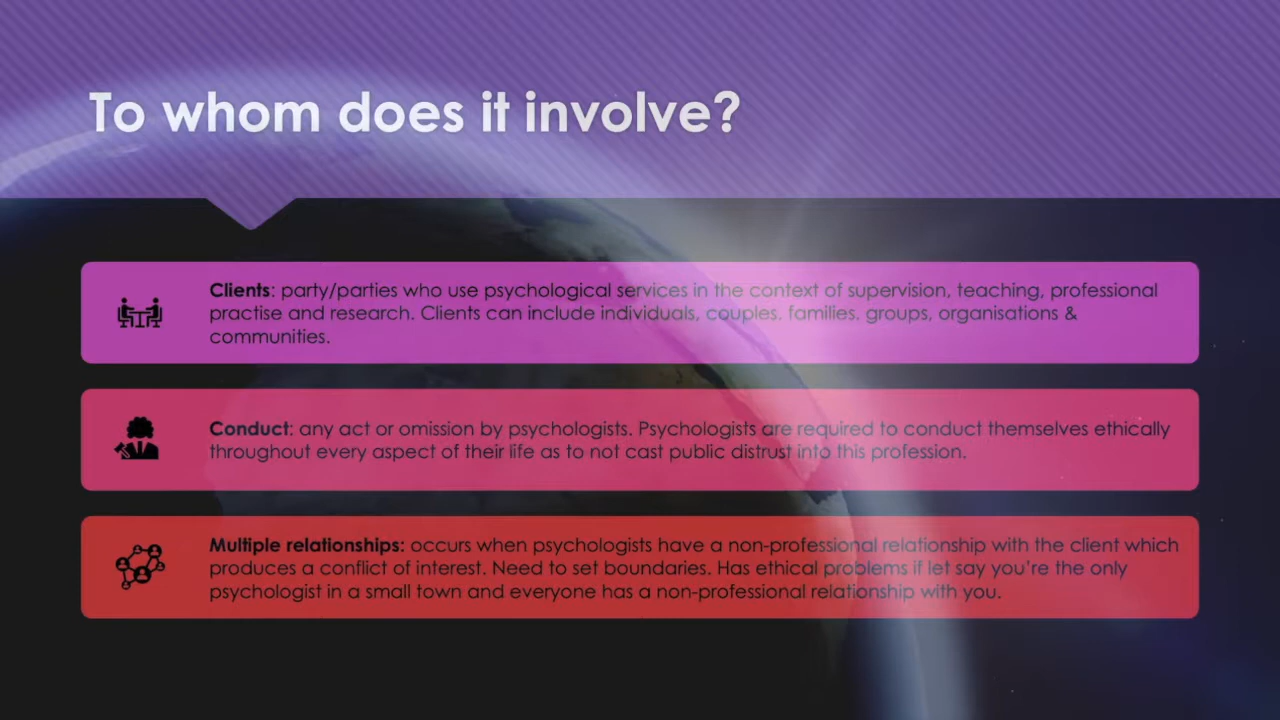 To whom does it involve?
Clients: party/parties who use psychological services in the context of supervision, teaching, professional
practise and research. Clients can include individuals, couples, families. groups, organisations &
communities.
Conduct: any act or omission by psychologists. Psychologists are required to conduct themselves ethically
throughout every aspect of their life as to not cast public distrust into this profession.
Multiple relationships: occurs when psychologists have a non-professional relationship with the client which
produces a conflict of interest. Need to set boundaries. Has ethical problems if let say you're the only
psychologist in a small town and everyone has a non-professional relationship with you.